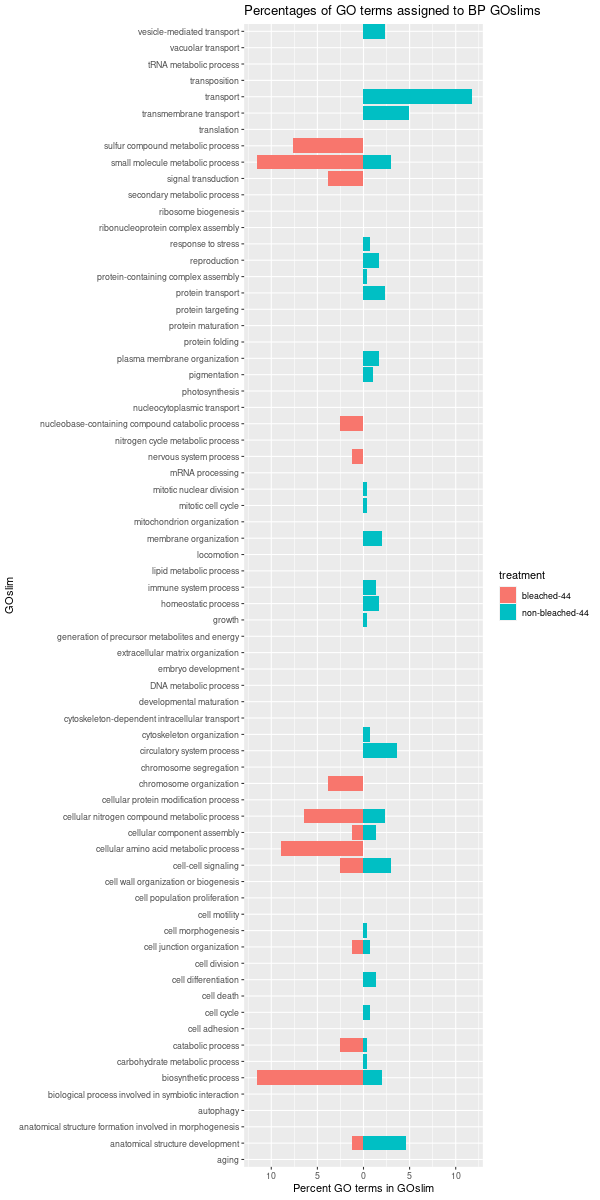 Percentages of GO terms assigned to BP GOslims
vesicle-mediated transport
vacuolar transport
tRNA metabolic process
transposition
transport
transmembrane transport
translation
sulfur compound metabolic process
small molecule metabolic process
signal transduction
secondary metabolic process
ribosome biogenesis
ribonucleoprotein complex assembly
response to stress
reproduction
protein-containing complex assembly
protein transport
protein targeting
protein maturation
protein folding
plasma membrane organization
pigmentation
photosynthesis
nucleocytoplasmic transport
nucleobase-containing compound catabolic process
nitrogen cycle metabolic process
nervous system process
mRNA processing
mitotic nuclear division
mitotic cell cycle
mitochondrion organization
membrane organization
locomotion
lipid metabolic process
immune system process
homeostatic process
growth
generation of precursor metabolites and energy
extracellular matrix organization
embryo development
DNA metabolic process
developmental maturation
cytoskeleton-dependent intracellular transport
cytoskeleton organization
circulatory system process
chromosome segregation
chromosome organization
cellular protein modification process
cellular nitrogen compound metabolic process
cellular component assembly
cellular amino acid metabolic process
cell-cell signaling
cell wall organization or biogenesis
cell population proliferation
cell motility
cell morphogenesis
cell junction organization
cell division
cell differentiation
cell death
cell cycle
cell adhesion
catabolic process
carbohydrate metabolic process
biosynthetic process
biological process involved in symbiotic interaction
autophagy
anatomical structure formation involved in morphogenesis
anatomical structure development
aging
GOslim
10 5 0 5 10
Percent GO terms in GOslim
treatment
bleached-44
non-bleached-44